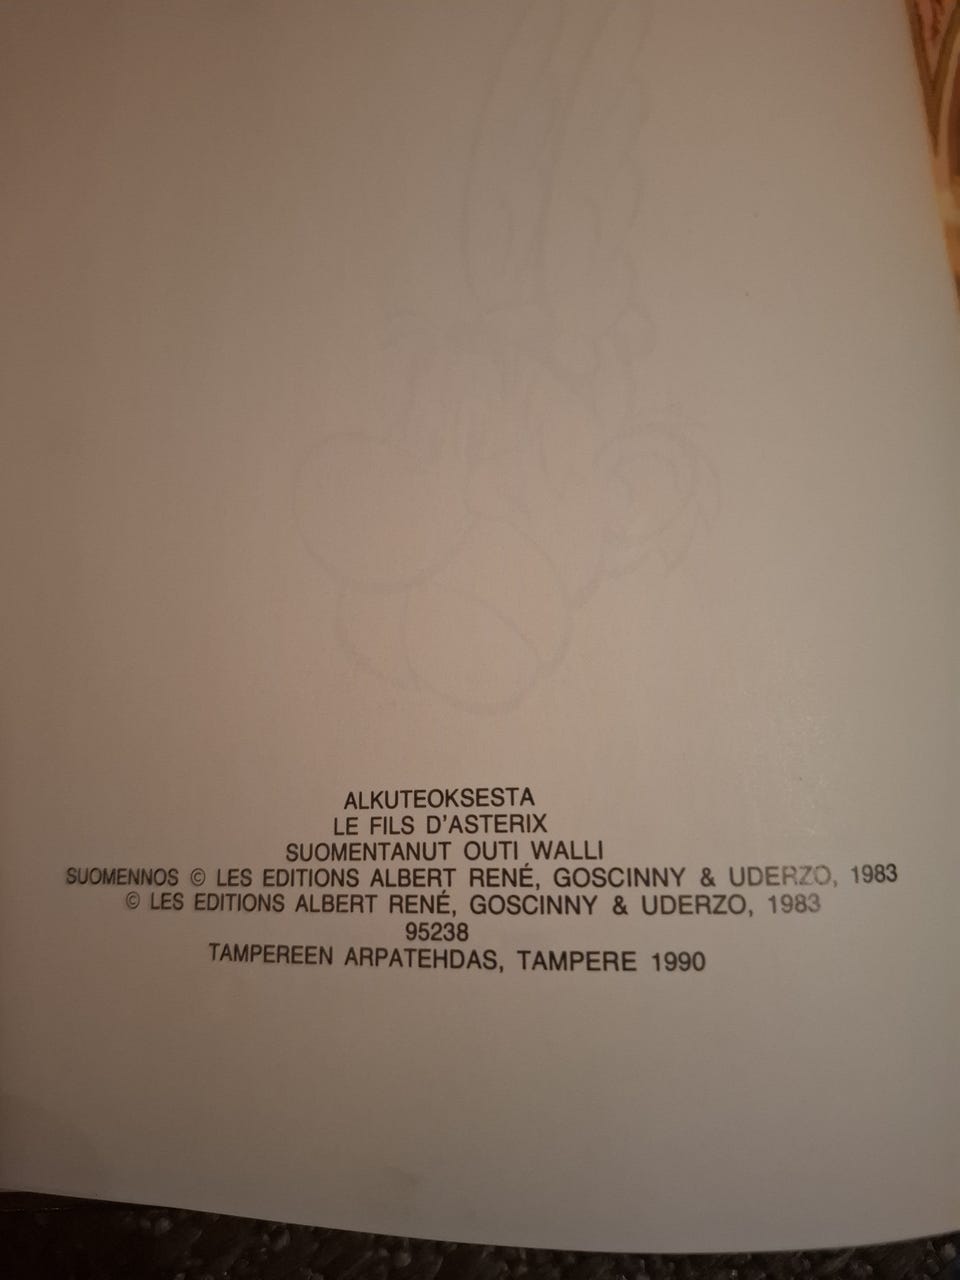 ALKUTEOKSESTA
LE FILS D'ASTERIX
SUOMENTANUT OUTI WALLI
SUOMENNOS © LES EDITIONS ALBERT RENÉ, GOSCINNY & UDERZO, 1983
© LES EDITIONS ALBERT RENÉ, GOSCINNY & UDERZO, 1983
95238
TAMPEREEN ARPATEHDAS, TAMPERE 1990